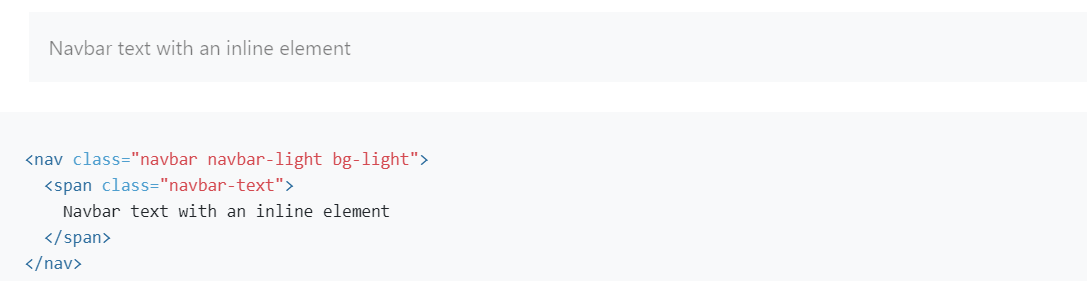 Navbar text with an inline element
<nav class="navbar navbar-light bg-light">
  <span class="navbar-text">
    Navbar text with an inline element
  </span>
</nav>